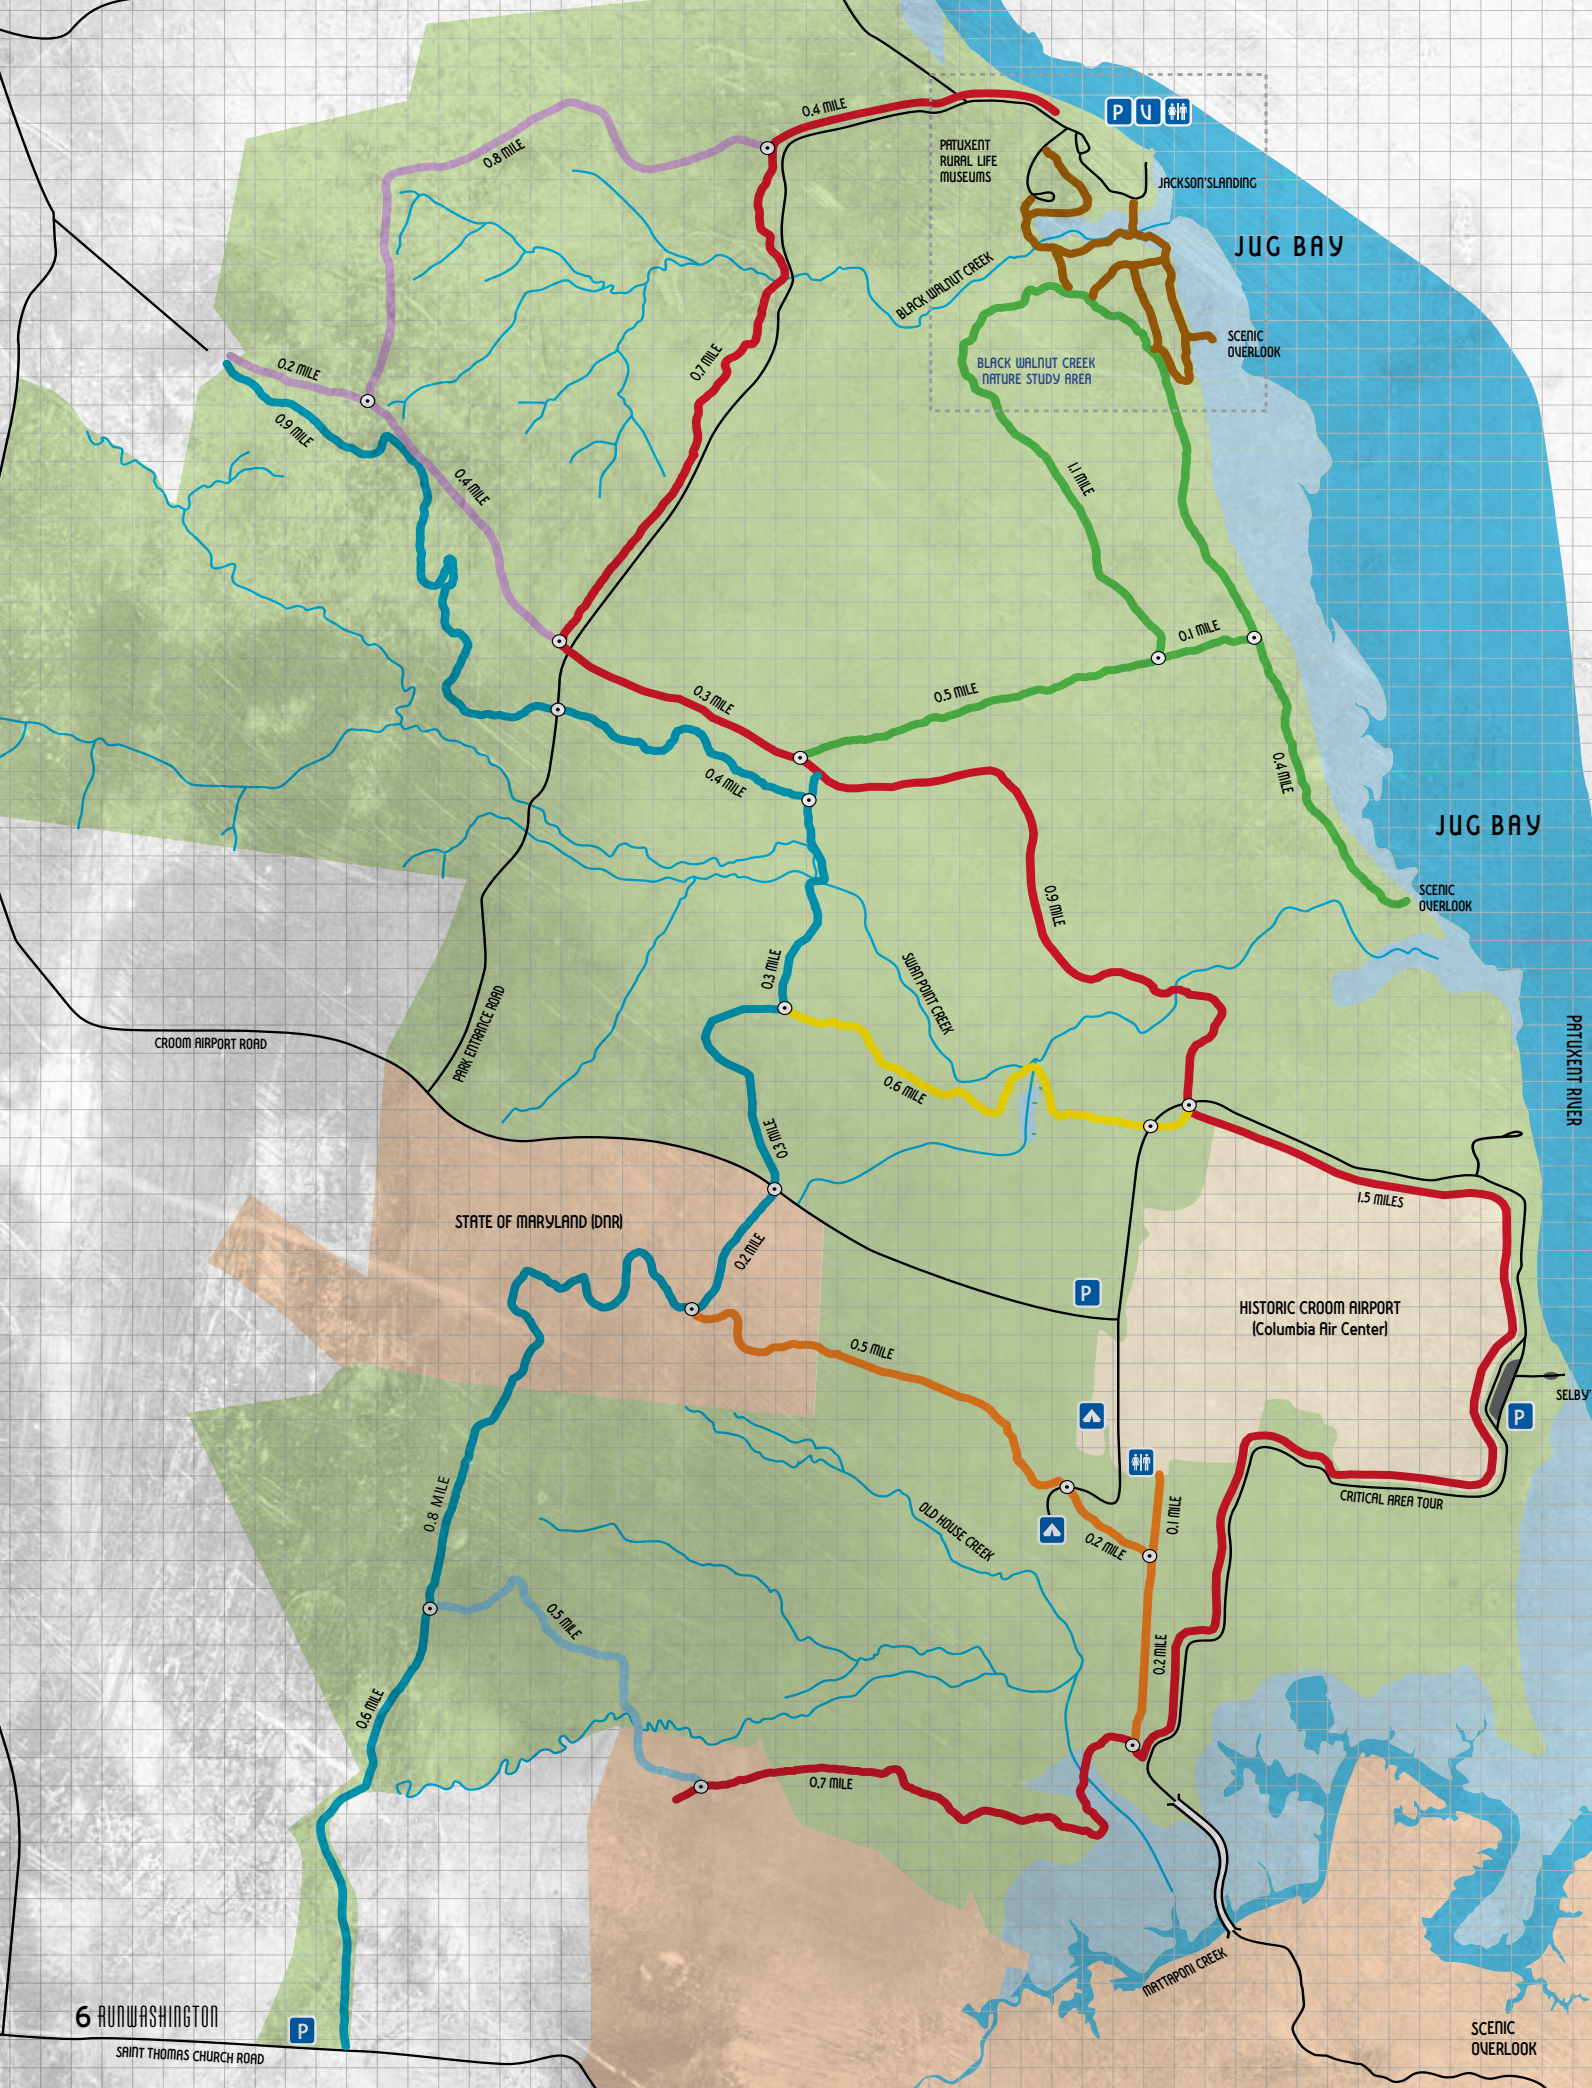 0.4 MILE
P
PATUXENT
RURAL LIFE
MUSEUMS
0.8 MILE
JACKSON'SLANDING
JUG BAY
BLACK WALNUT CREEK
SCENIC
OVERLOOK
0.7 MILE
0.2 MILE
BLACK WALNUT CREEK
NATURE STUDY AREA
0.9 MILE
0.4 MILE
1.1 MILE
0.1 MILE
0.5 MILE
0.3 MILE
0.4 MILE
0.4 MILE
JUG BAY
SCENIC
OVERLOOK
0.9 MILE
0.3 MILE
SWAN POINT CREEK
PARK ENTRANCE ROAD
CROOM AIRPORT ROAD
PATUXENT RIVER
0.6 MILE
0.3 MILE
1.5 MILES
STATE OF MARYLAND (DNR)
0.2 MILE
P
HISTORIC CROOM AIRPORT
(Columbia Air Center)
0.5 MILE
SELBY'
P
CRITICAL AREA TOUR
0.8 MILE
OLD HOUSE CREEK
0.1 MILE
0.2 MILE
0.5 MILE
0.2 MILE
0.6 MILE
0.7 MILE
MATTAPONI CREEK
6 RUNWASHINGTON
P
SAINT THOMAS CHURCH ROAD
SCENIC
OVERLOOK